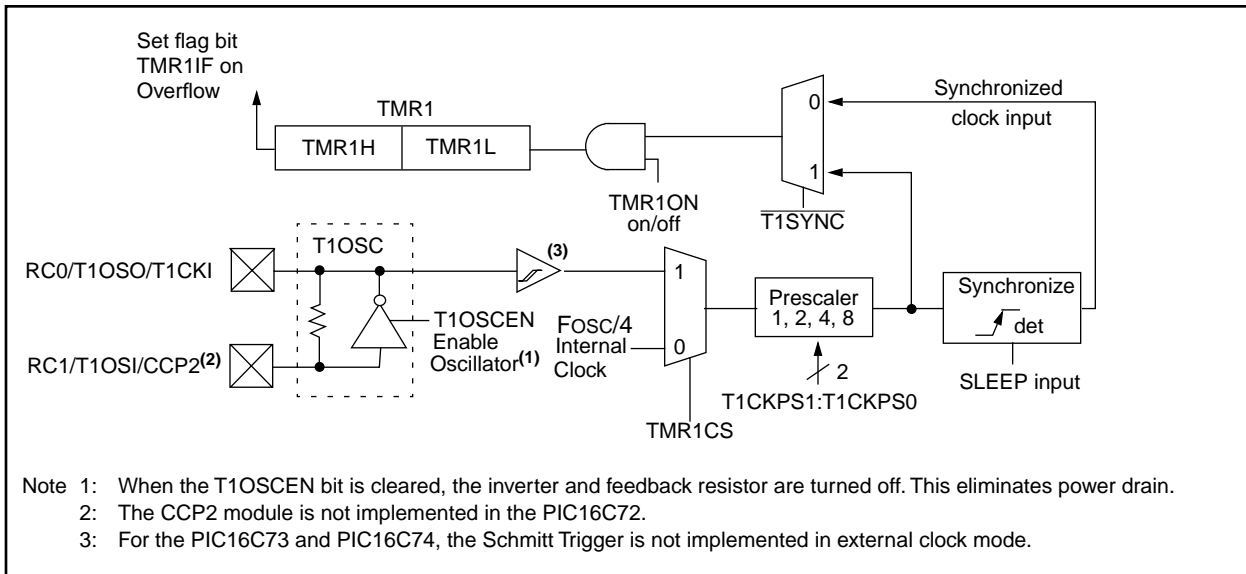 Set flag bit
TMR1IF on
Overflow
TMR1
TMR1H
TMR1L
TMR1ON
on/off
0
1
T1SYNC
Synchronized
clock input
RC0/T1OSO/T1CKI
T1OSC
(3)
RC1/T1OSI/CCP2(2)
T1OSCEN
Enable
Oscillator(1)
FOSC/4
Internal
Clock
1
0
TMR1CS
Prescaler
1, 2, 4, 8
2
T1CKPS1:T1CKPS0
Synchronize
det
SLEEP input
Note 1: When the T1OSCEN bit is cleared, the inverter and feedback resistor are turned off. This eliminates power drain.
2: The CCP2 module is not implemented in the PIC16C72.
3: For the PIC16C73 and PIC16C74, the Schmitt Trigger is not implemented in external clock mode.